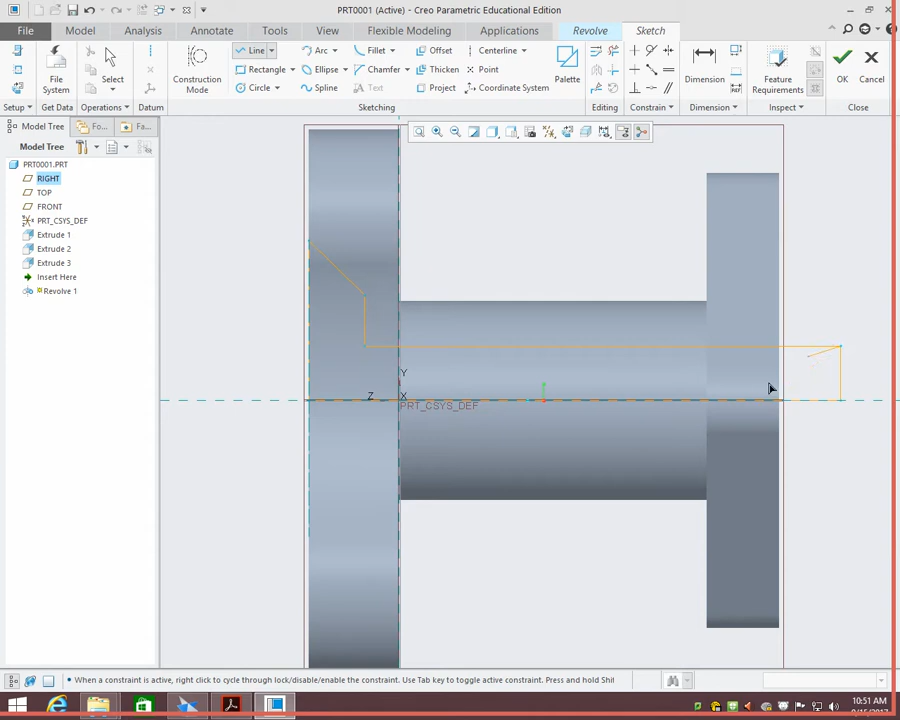 PRT0001 (Active) - Creo Parametric Educational Edition
File Model Analysis Annotate Tools View Flexible Modeling Applications Revolve Sketch
Line Arc Fillet Offset Centerline
Rectangle Ellipse Chamfer Thicken Point
Circle Spline Text Project Coordinate System
File System
Select
Construction Mode
Palette
Dimension
Feature Requirements
OK
Cancel
Setup Get Data Operations Datum Sketching Editing Constrain Dimension Inspect Close
Model Tree Fo... Fa...
Model Tree
PRT0001.PRT
RIGHT
TOP
FRONT
PRT_CSYS_DEF
Extrude 1
Extrude 2
Extrude 3
Insert Here
Revolve 1
Y
Z X
PRT_CSYS_DEF
• When a constraint is active, right click to cycle through lock/disable/enable the constraint. Use Tab key to toggle active constraint. Press and hold Shif
10:51 AM